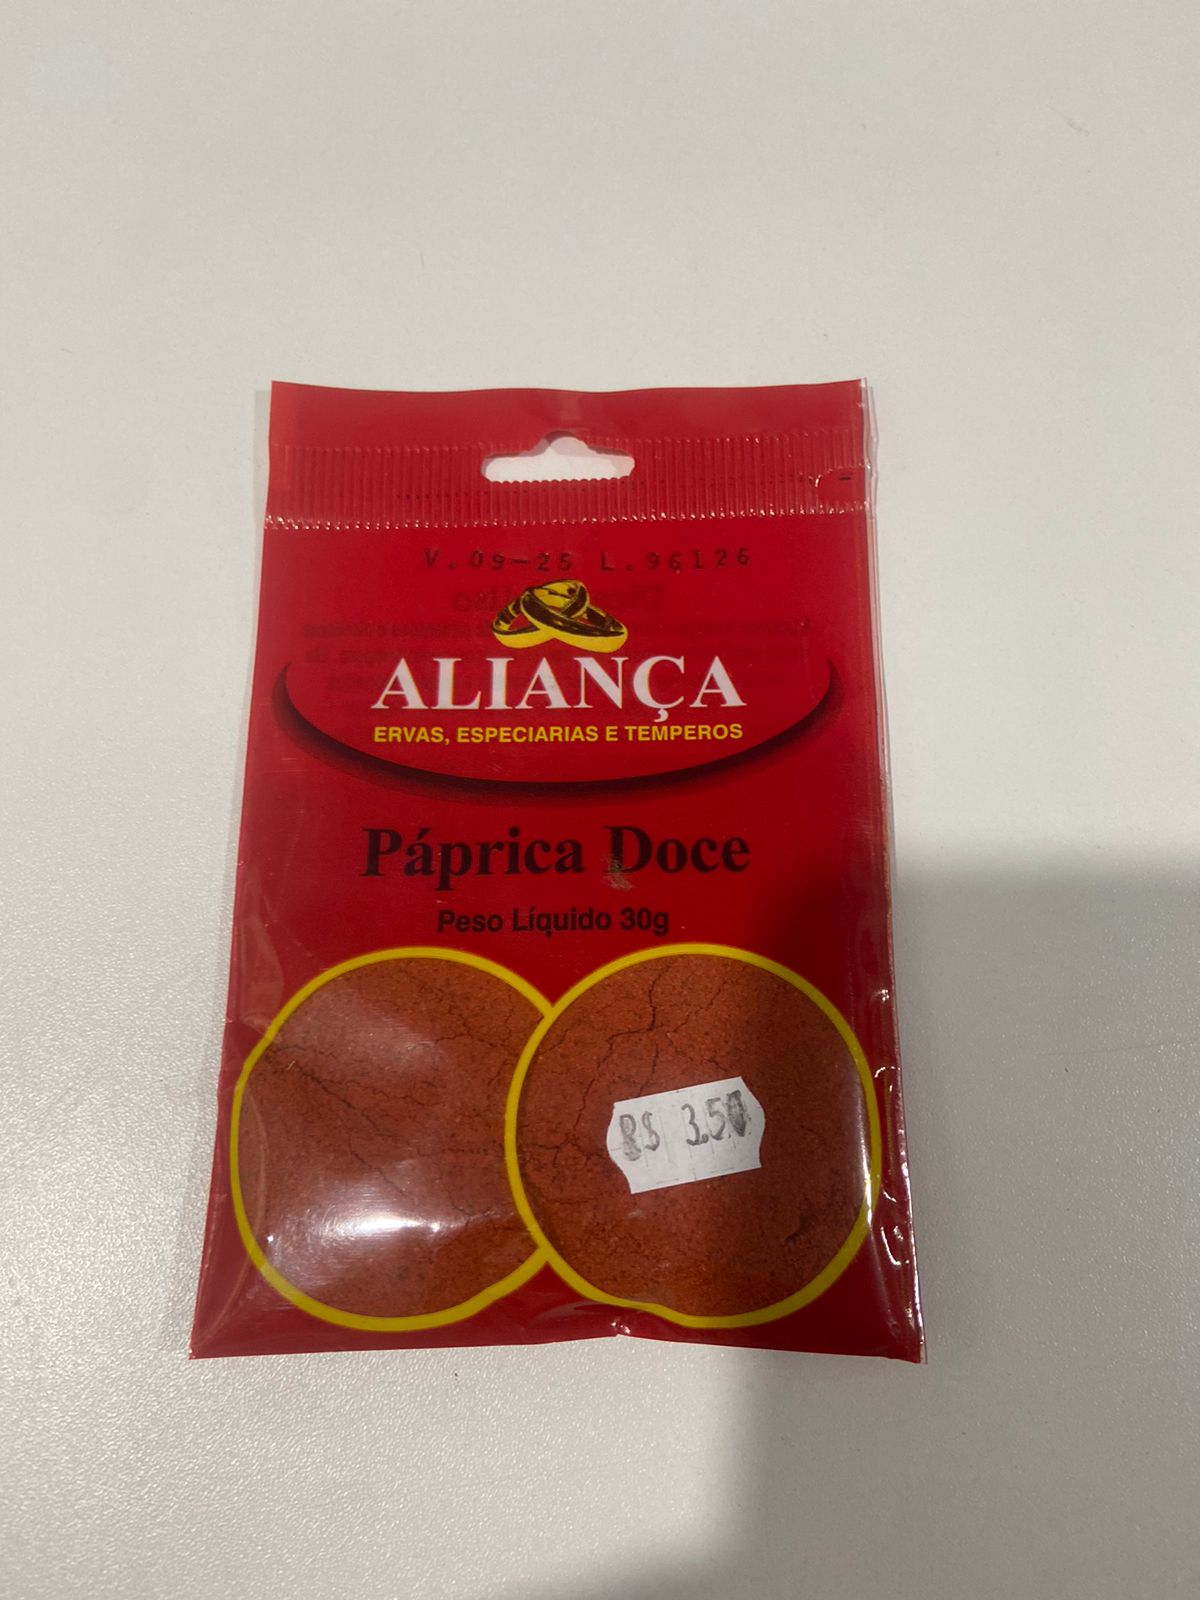 V.09-25 L.96126
ALIANÇA
ERVAS, ESPECIARIAS E TEMPEROS
Páprica Doce
Peso Líquido 30g
R$ 3.50